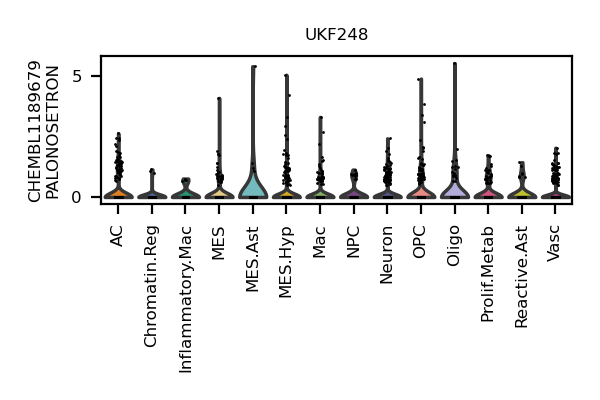 UKF248
CHEMBL1189679
PALONOSETRON
5
0
AC
Chromatin.Reg
Inflammatory.Mac
MES
MES.Ast
MES.Hyp
Mac
NPC
Neuron
OPC
Oligo
Prolif.Metab
Reactive.Ast
Vasc